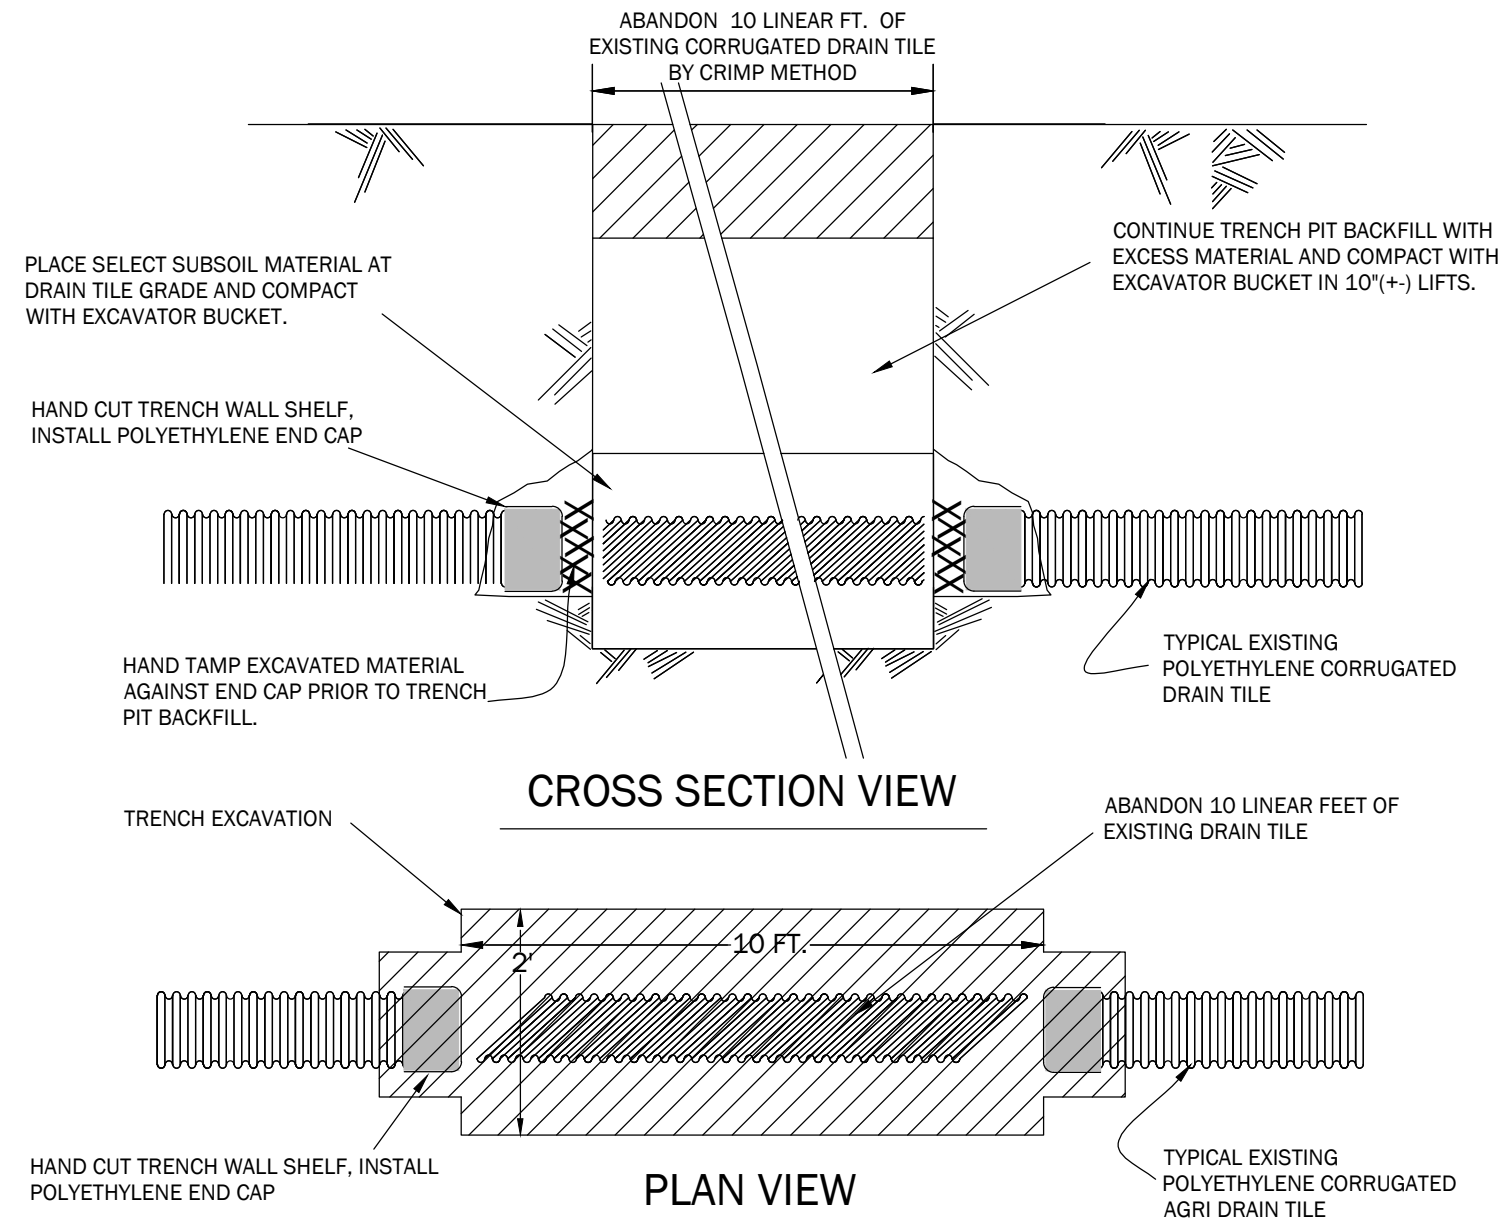 ABANDON 10 LINEAR FT. OF
EXISTING CORRUGATED DRAIN TILE
BY CRIMP METHOD
CONTINUE TRENCH PIT BACKFILL WITH
EXCESS MATERIAL AND COMPACT WITH
EXCAVATOR BUCKET IN 10"(+-) LIFTS.
PLACE SELECT SUBSOIL MATERIAL AT
DRAIN TILE GRADE AND COMPACT
WITH EXCAVATOR BUCKET.
HAND CUT TRENCH WALL SHELF,
INSTALL POLYETHYLENE END CAP
HAND TAMP EXCAVATED MATERIAL
AGAINST END CAP PRIOR TO TRENCH
PIT BACKFILL.
TYPICAL EXISTING
POLYETHYLENE CORRUGATED
DRAIN TILE
CROSS SECTION VIEW
TRENCH EXCAVATION
ABANDON 10 LINEAR FEET OF
EXISTING DRAIN TILE
10 FT.
2'
HAND CUT TRENCH WALL SHELF, INSTALL
POLYETHYLENE END CAP
PLAN VIEW
TYPICAL EXISTING
POLYETHYLENE CORRUGATED
AGRI DRAIN TILE